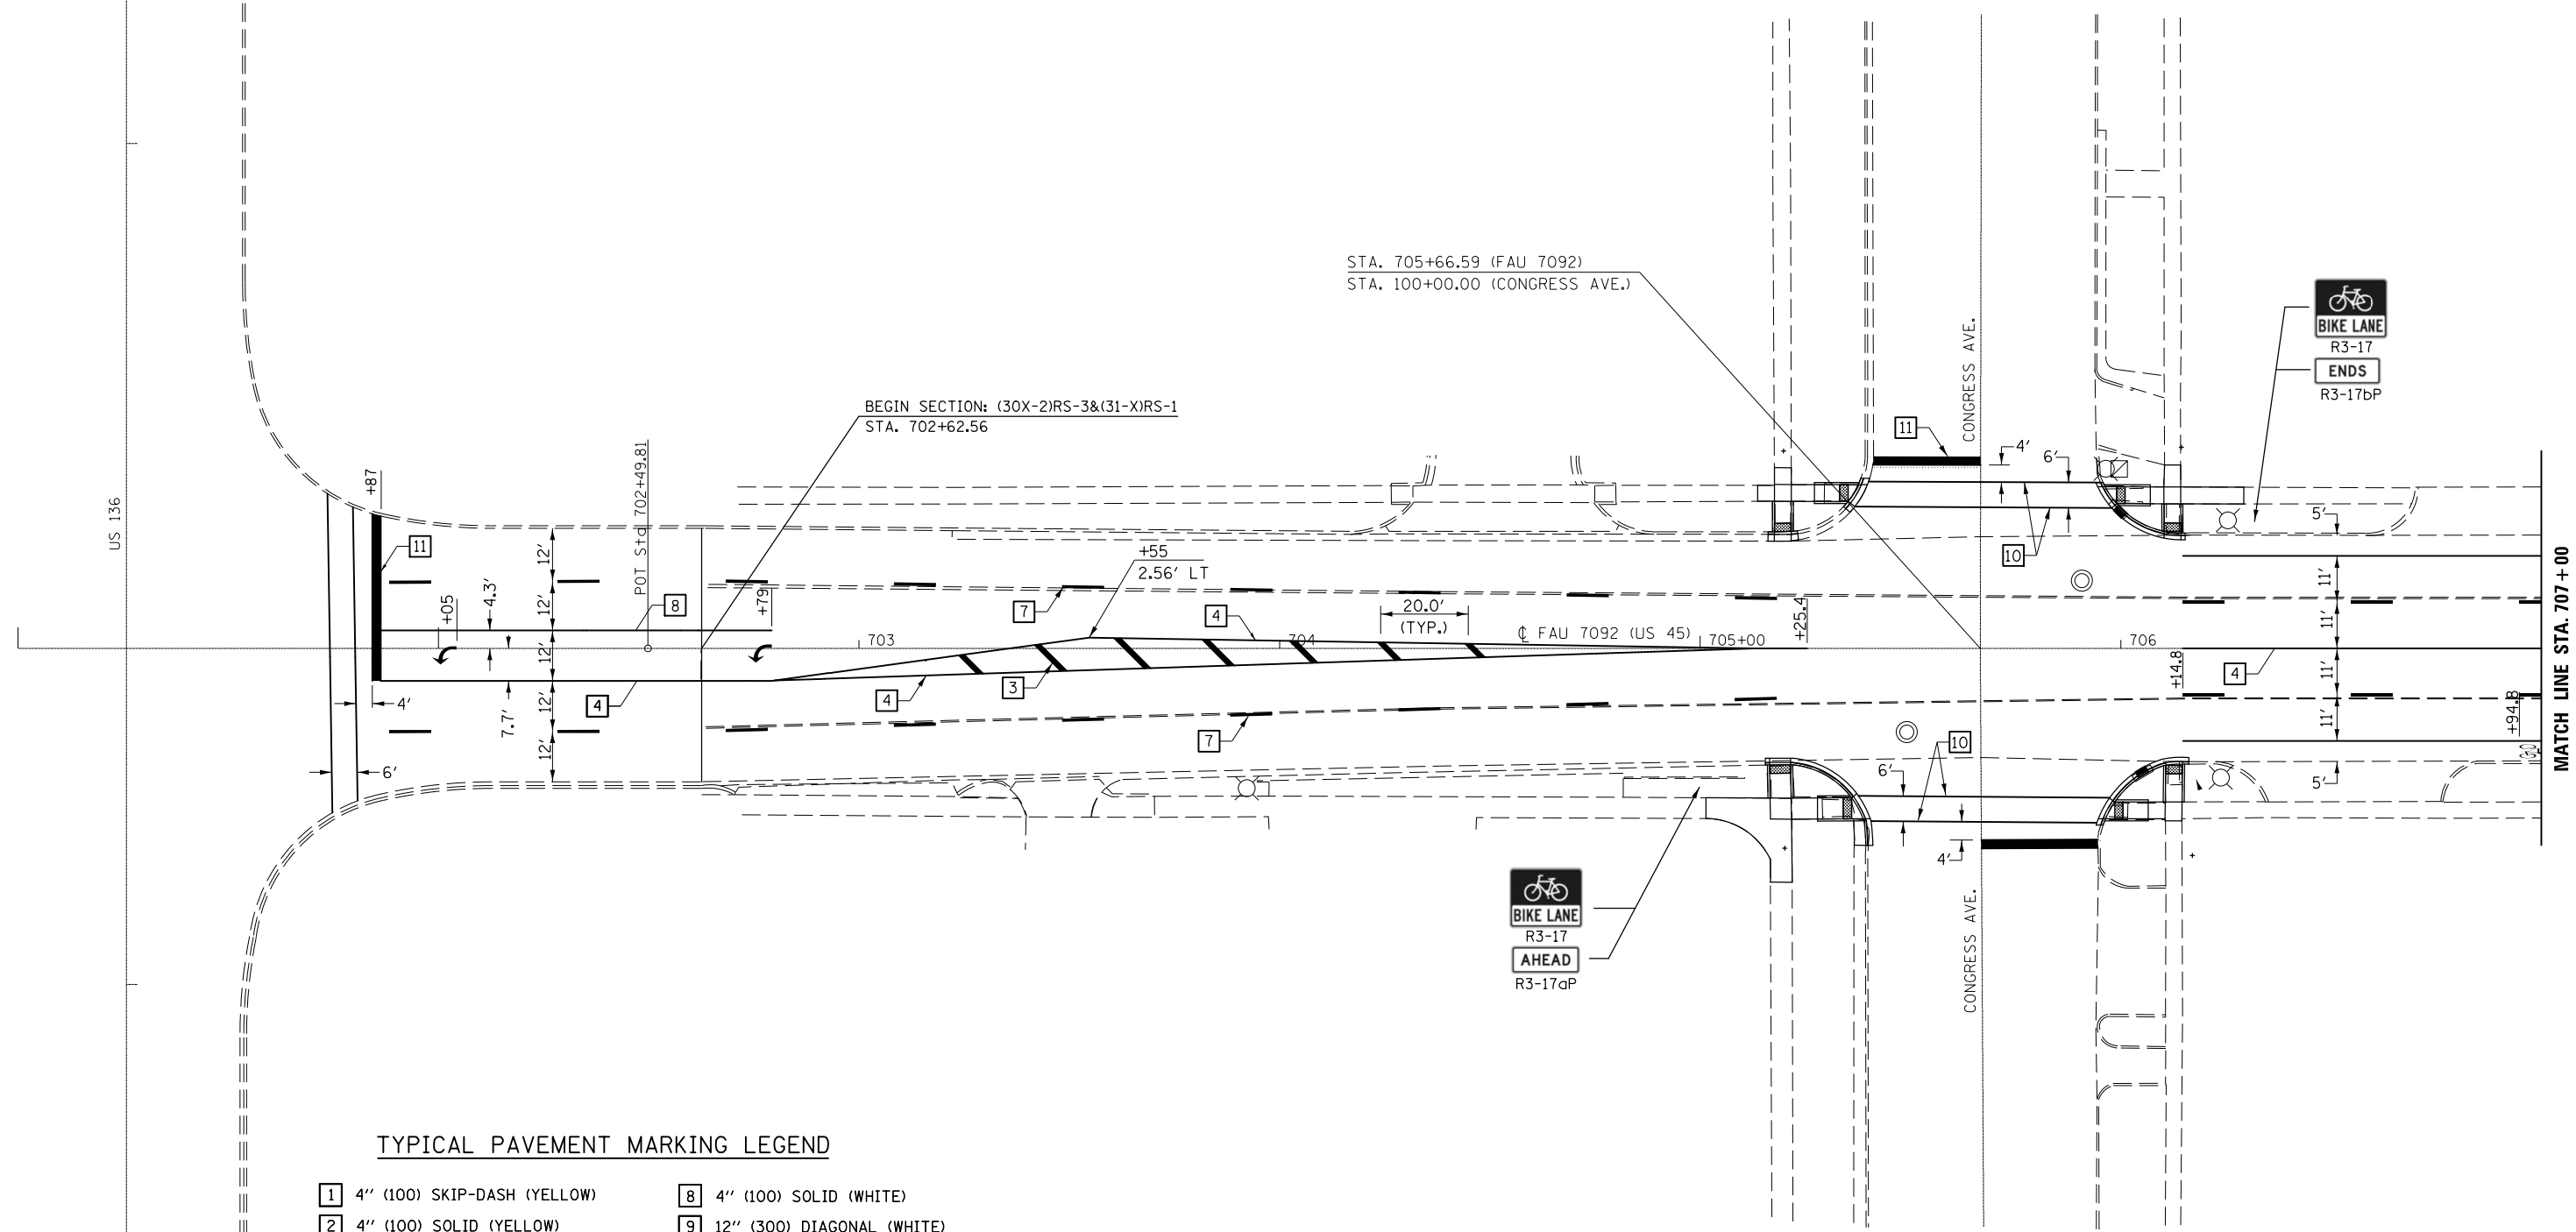 STA. 705+66.59 (FAU 7092)
STA. 100+00.00 (CONGRESS AVE.)
BIKE LANE
R3-17
ENDS
R3-17bP
CONGRESS AVE.
BEGIN SECTION: (30X-2)RS-3&(31-X)RS-1
STA. 702+62.56
11
4'
6'
POT Sta 702+49.81
+87
US 136
5'
11
12'
+55
2.56' LT
10
MATCH LINE STA. 707+00
4.3'
+05
12'
8
+79
7
4
20.0'
(TYP.)
11'
11'
+25.4
703
704
℄ FAU 7092 (US 45)
705+00
706
12'
+14.8
4
11'
4'
4
12'
4
3
+94.8
7.7'
12'
7
11'
10
6'
6'
5'
4'
BIKE LANE
R3-17
AHEAD
R3-17aP
CONGRESS AVE.
TYPICAL PAVEMENT MARKING LEGEND
1 4'' (100) SKIP-DASH (YELLOW)
8 4'' (100) SOLID (WHITE)
2 4'' (100) SOLID (YELLOW)
9 12'' (300) DIAGONAL (WHITE)